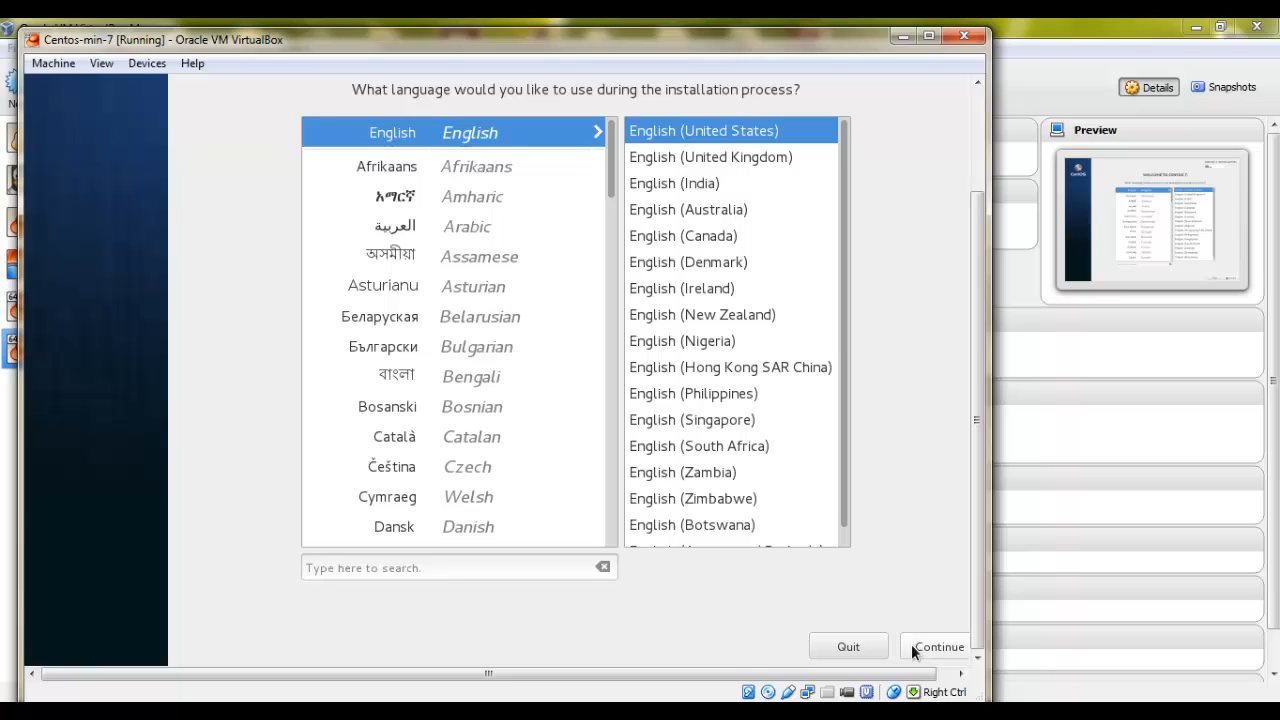 Centos-min-7 [Running] - Oracle VM VirtualBox
Machine View Devices Help
What language would you like to use during the installation process?
English English
Afrikaans Afrikaans
አማርኛ Amharic
العربية Arabic
অসমীয়া Assamese
Asturianu Asturian
Беларуская Belarusian
Български Bulgarian
বাংলা Bengali
Bosanski Bosnian
Català Catalan
Čeština Czech
Cymraeg Welsh
Dansk Danish
Type here to search.
English (United States)
English (United Kingdom)
English (India)
English (Australia)
English (Canada)
English (Denmark)
English (Ireland)
English (New Zealand)
English (Nigeria)
English (Hong Kong SAR China)
English (Philippines)
English (Singapore)
English (South Africa)
English (Zambia)
English (Zimbabwe)
English (Botswana)
Quit Continue
Right Ctrl
Details Snapshots
Preview